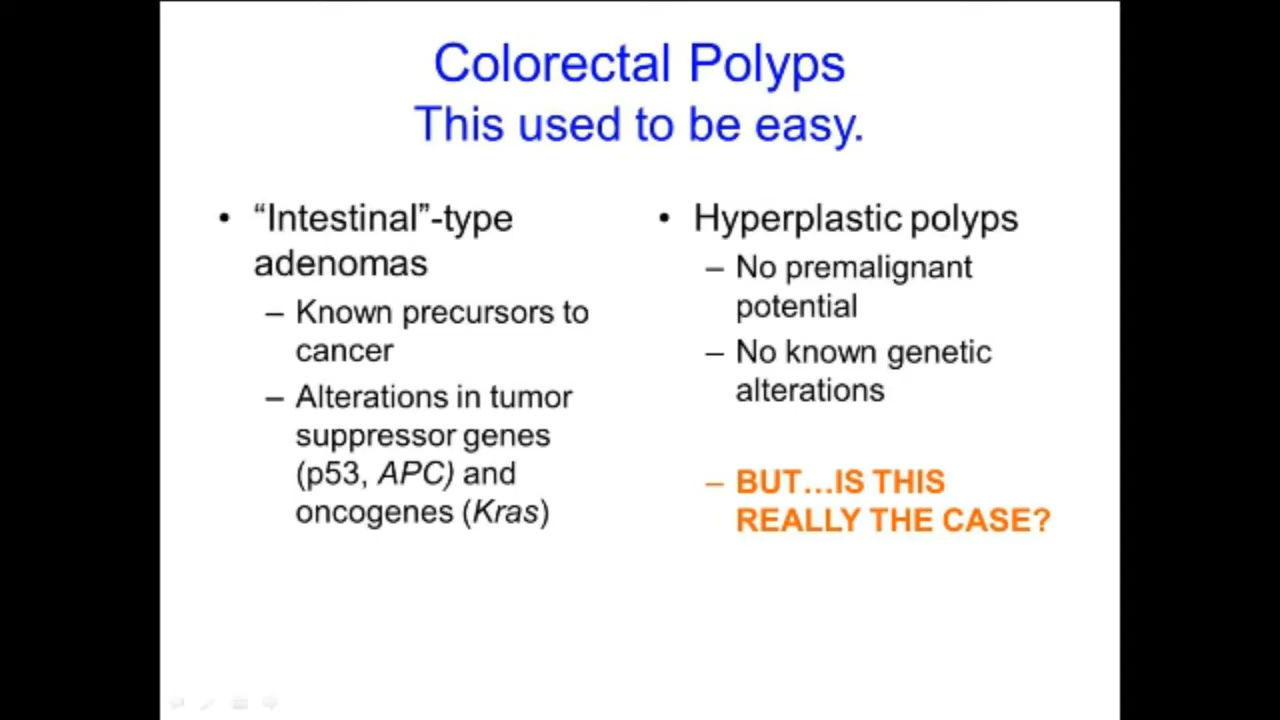 Colorectal Polyps
This used to be easy.
• “Intestinal”-type
adenomas
– Known precursors to
cancer
– Alterations in tumor
suppressor genes
(p53, APC) and
oncogenes (Kras)
• Hyperplastic polyps
– No premalignant
potential
– No known genetic
alterations
– BUT…IS THIS
REALLY THE CASE?